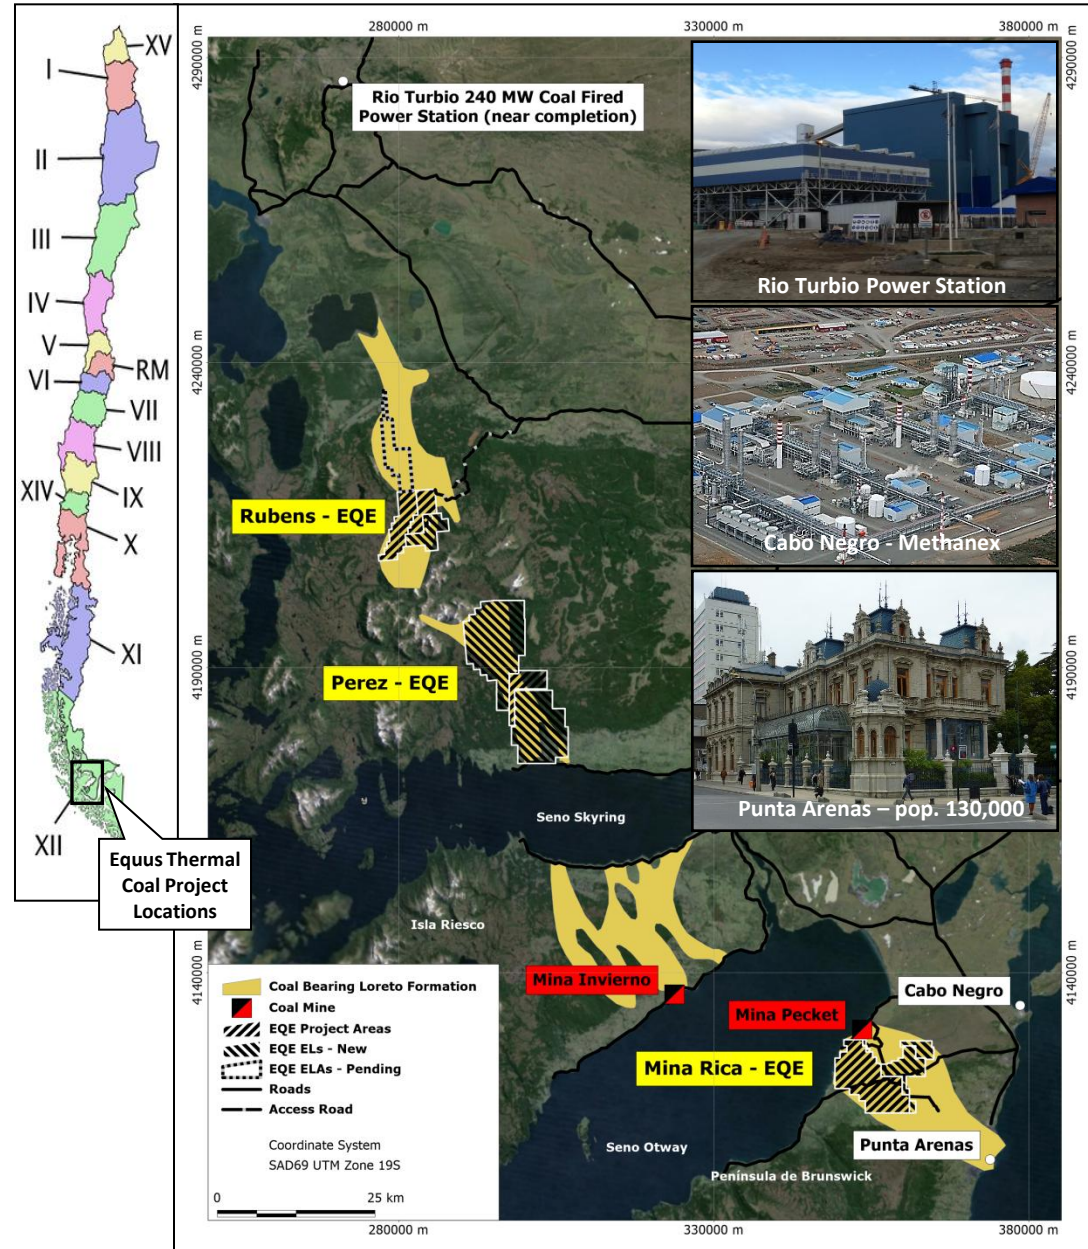 XV
I
II
III
IV
V
RM
VI
VII
VIII
IX
XIV
X
XI
XII
Equus Thermal
Coal Project
Locations
280000 m
330000 m
380000 m
4290000 m
4290000 m
Rio Turbio 240 MW Coal Fired
Power Station (near completion)
Rio Turbio Power Station
4240000 m
4240000 m
Cabo Negro - Methanex
Rubens - EQE
4190000 m
4190000 m
Perez - EQE
Punta Arenas – pop. 130,000
Seno Skyring
Isla Riesco
4140000 m
4140000 m
Mina Invierno
Cabo Negro
Mina Pecket
Mina Rica - EQE
Punta Arenas
Seno Otway
Península de Brunswick
Coal Bearing Loreto Formation
Coal Mine
EQE Project Areas
EQE ELs - New
EQE ELAs - Pending
Roads
Access Road
Coordinate System
SAD69 UTM Zone 19S
0 25 km
280000 m
330000 m
380000 m